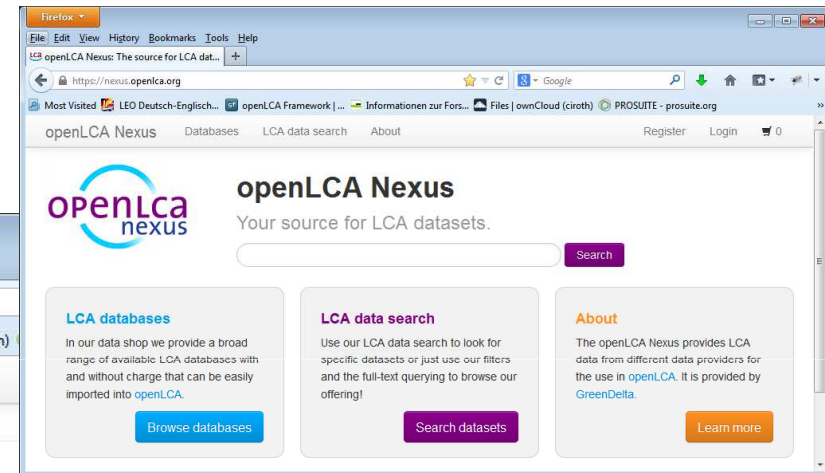 Firefox
File Edit View History Bookmarks Tools Help
LCA openLCA Nexus: The source for LCA dat... +
https://nexus.openlca.org
Google
Most Visited LEO Deutsch-Englisch... sf openLCA Framework | ... Informationen zur Fors... Files | ownCloud (ciroth) PROSUITE - prosuite.org »
openLCA Nexus Databases LCA data search About Register Login 0
openLCA
nexus
openLCA Nexus
Your source for LCA datasets.
Search
n)
LCA databases
In our data shop we provide a broad
range of available LCA databases with
and without charge that can be easily
imported into openLCA.
Browse databases
LCA data search
Use our LCA data search to look for
specific datasets or just use our filters
and the full-text querying to browse our
offering!
Search datasets
About
The openLCA Nexus provides LCA
data from different data providers for
the use in openLCA. It is provided by
GreenDelta.
Learn more